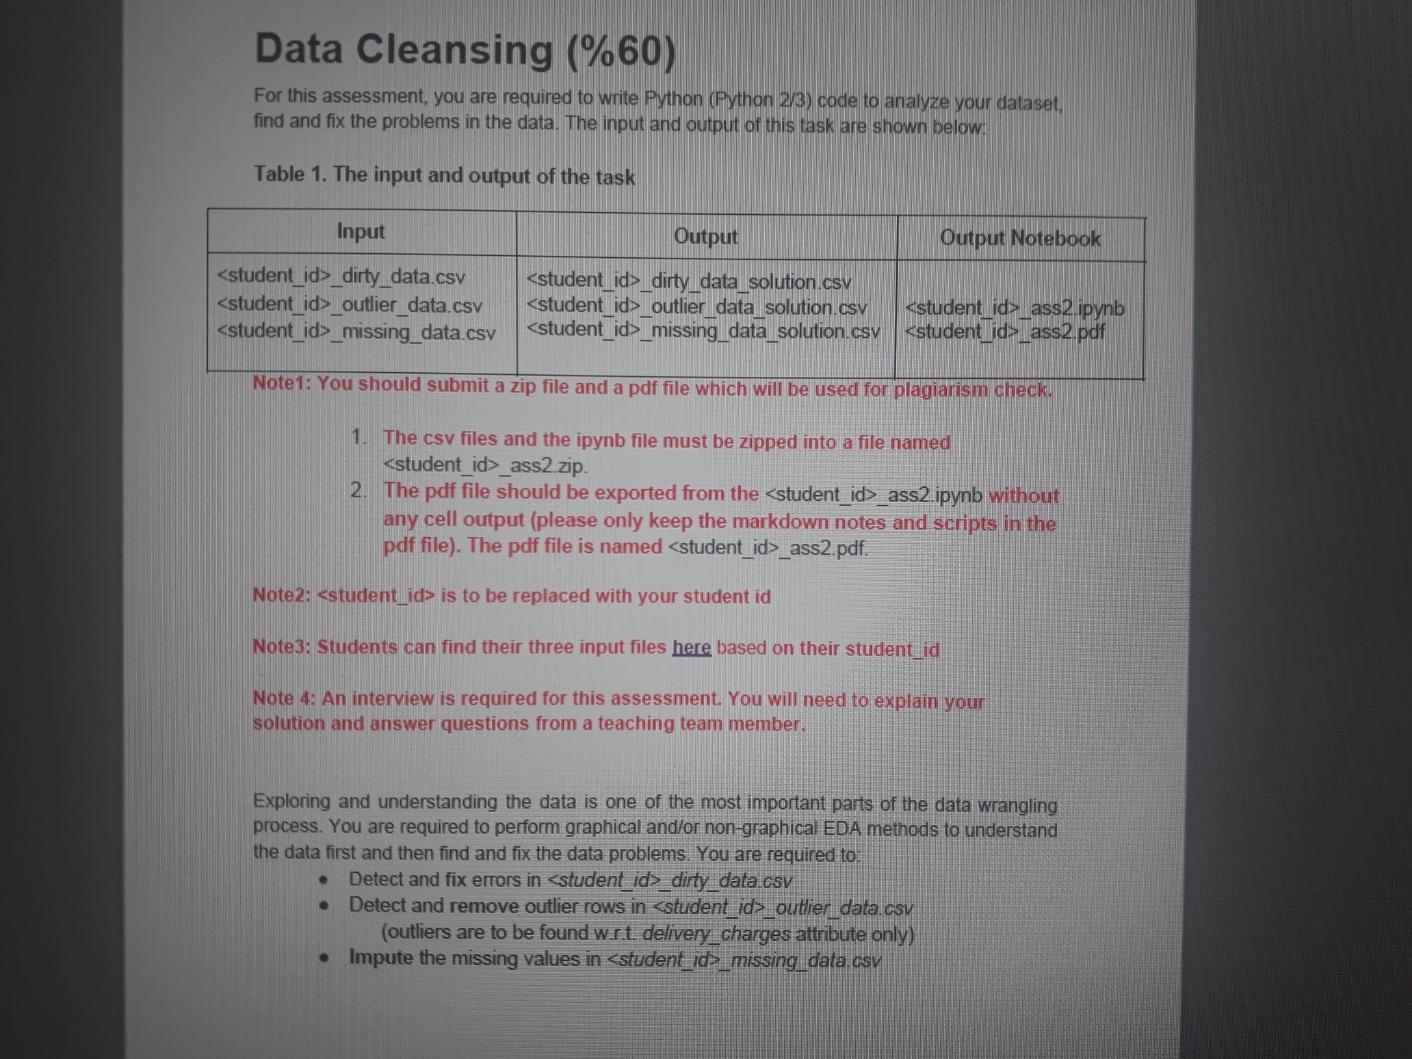 Data Cleansing (%60)
For this assessment, you are required to write Python (Python 2/3) code to analyze your dataset,
find and fix the problems in the data. The input and output of this task are shown below:
Table 1. The input and output of the task
Input
Output
Output Notebook
<student_id>_dirty_data.csv
<student_id>_outlier_data.csv
<student_id>_missing_data.csv
<student_id>_dirty_data_solution.csv
<student_id>_outlier_data_solution.csv
<student_id>_missing_data_solution.csv
<student_id>_ass2.ipynb
<student_id>_ass2.pdf
Note1: You should submit a zip file and a pdf file which will be used for plagiarism check.
1. The csv files and the ipynb file must be zipped into a file named
<student_id>_ass2.zip.
2. The pdf file should be exported from the <student_id>_ass2.ipynb without
any cell output (please only keep the markdown notes and scripts in the
pdf file). The pdf file is named <student_id>_ass2.pdf.
Note2: <student_id> is to be replaced with your student id
Note3: Students can find their three input files here based on their student_id
Note 4: An interview is required for this assessment. You will need to explain your
solution and answer questions from a teaching team member.
Exploring and understanding the data is one of the most important parts of the data wrangling
process. You are required to perform graphical and/or non-graphical EDA methods to understand
the data first and then find and fix the data problems. You are required to:
• Detect and fix errors in <student_id>_dirty_data.csv
• Detect and remove outlier rows in <student_id>_outlier_data.csv
(outliers are to be found w.r.t. delivery_charges attribute only)
• Impute the missing values in <student_id>_missing_data.csv